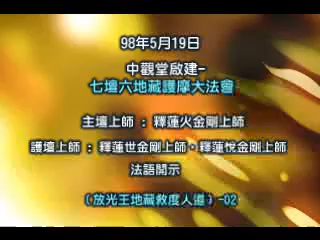 98年5月19日
中觀堂啟建-
七壇六地藏護摩大法會
主壇上師 : 釋蓮火金剛上師
護壇上師 : 釋蓮世金剛上師·釋蓮悅金剛上師
法語開示
(放光王地藏救度人道)-02